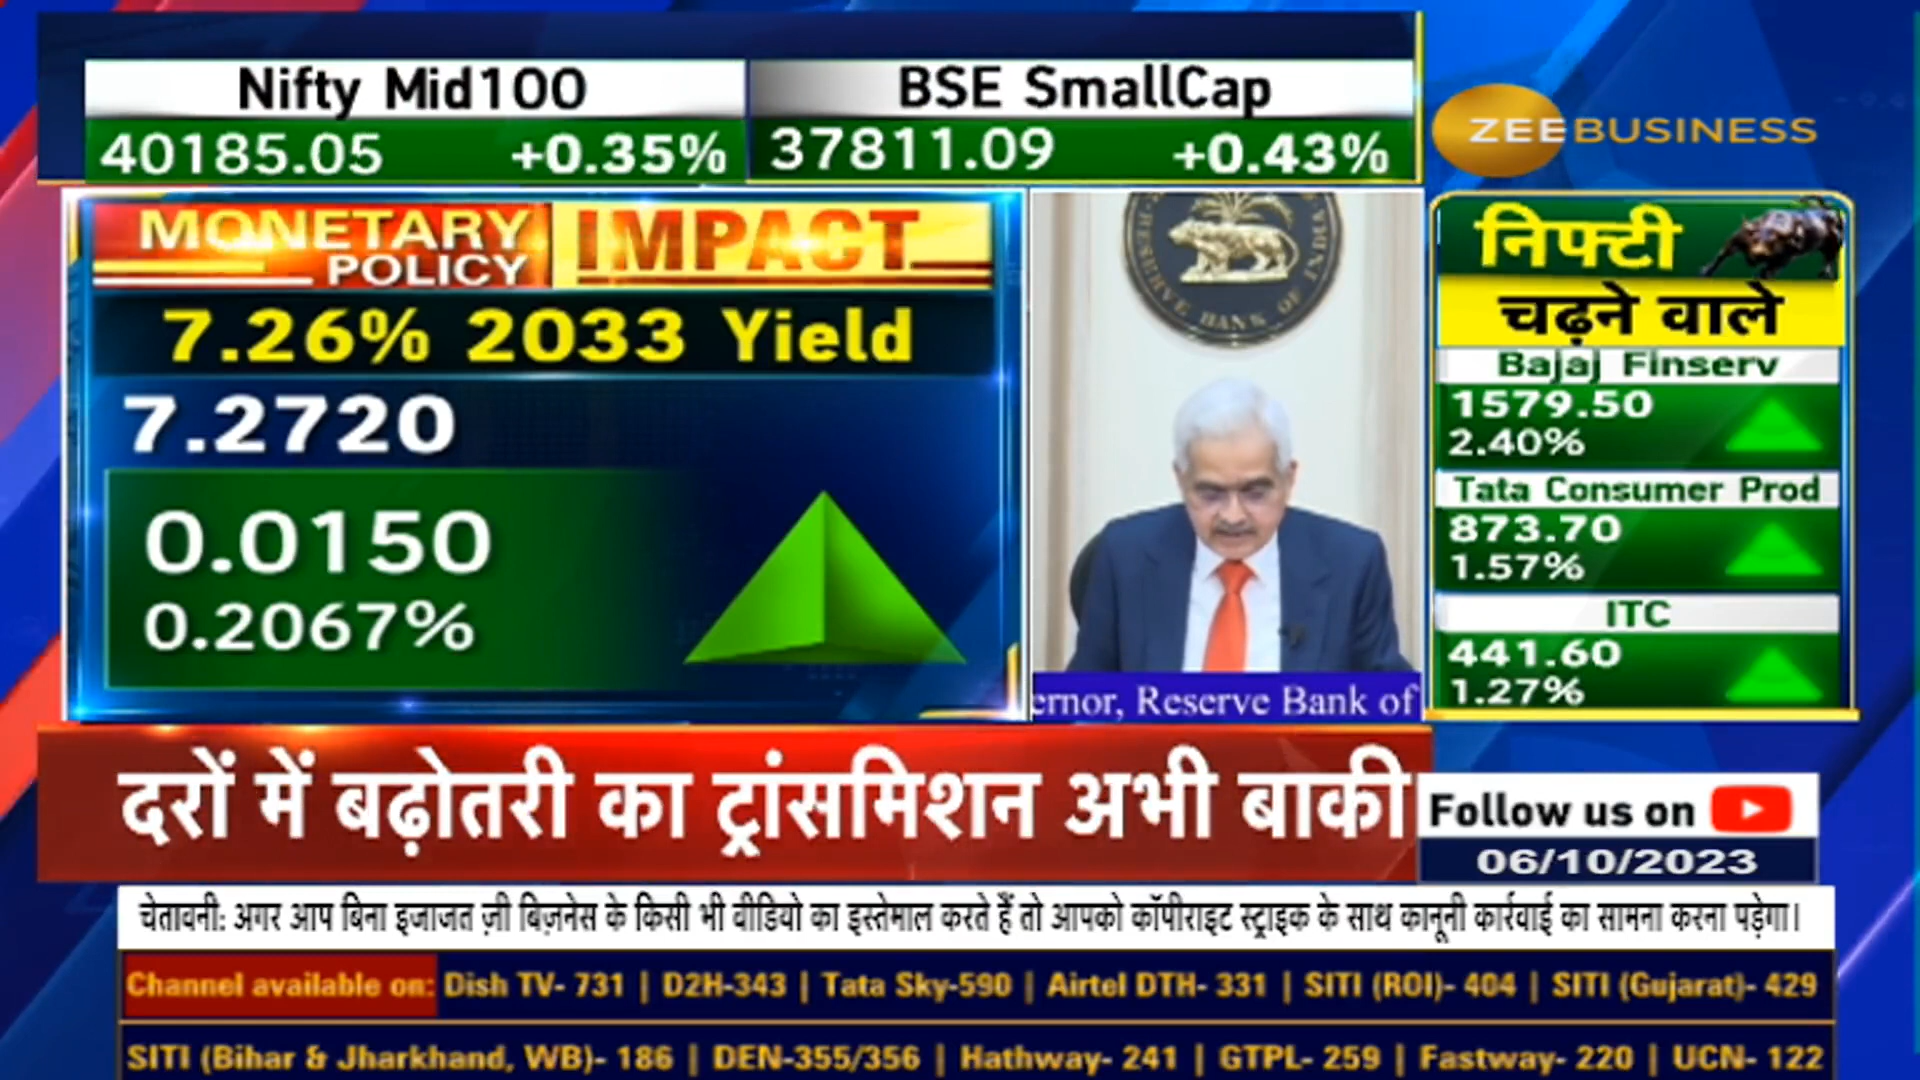 Nifty Mid100
40185.05 +0.35%
BSE SmallCap
37811.09 +0.43%
ZEEBUSINESS
MONETARY
POLICY
IMPACT
7.26% 2033 Yield
7.2720
0.0150
0.2067%
RESERVE BANK OF INDIA
ernor, Reserve Bank of
निफ्टी
चढ़ने वाले
Bajaj Finserv
1579.50
2.40%
Tata Consumer Prod
873.70
1.57%
ITC
441.60
1.27%
दरों में बढ़ोतरी का ट्रांसमिशन अभी बाकी
Follow us on
06/10/2023
चेतावनी: अगर आप बिना इजाजत ज़ी बिज़नेस के किसी भी वीडियो का इस्तेमाल करते हैं तो आपको कॉपीराइट स्ट्राइक के साथ कानूनी कार्रवाई का सामना करना पड़ेगा।
Channel available on: Dish TV- 731 | D2H-343 | Tata Sky-590 | Airtel DTH- 331 | SITI (ROI)- 404 | SITI (Gujarat)- 429
SITI (Bihar & Jharkhand, WB)- 186 | DEN-355/356 | Hathway- 241 | GTPL- 259 | Fastway- 220 | UCN- 122